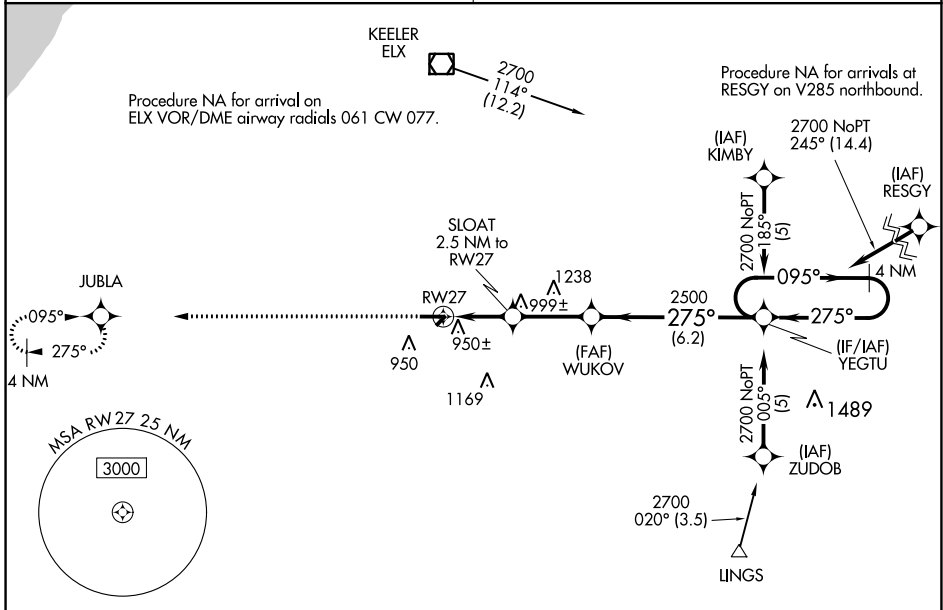 KEELER
ELX
2700
114°
(12.2)
Procedure NA for arrival on
ELX VOR/DME airway radials 061 CW 077.
Procedure NA for arrivals at
RESGY on V285 northbound.
2700 NoPT
245° (14.4)
(IAF)
KIMBY
(IAF)
RESGY
2700 NoPT
185°
(5)
095°
4 NM
SLOAT
2.5 NM to
RW27
1238
999±
JUBLA
RW27
095°
275°
4 NM
950
950±
1169
2500
275°
(6.2)
275°
(FAF)
WUKOV
(IF/IAF)
YEGTU
2700 NoPT
005°
(5)
1489
(IAF)
ZUDOB
MSA RW27 25 NM
3000
2700
020° (3.5)
LINGS